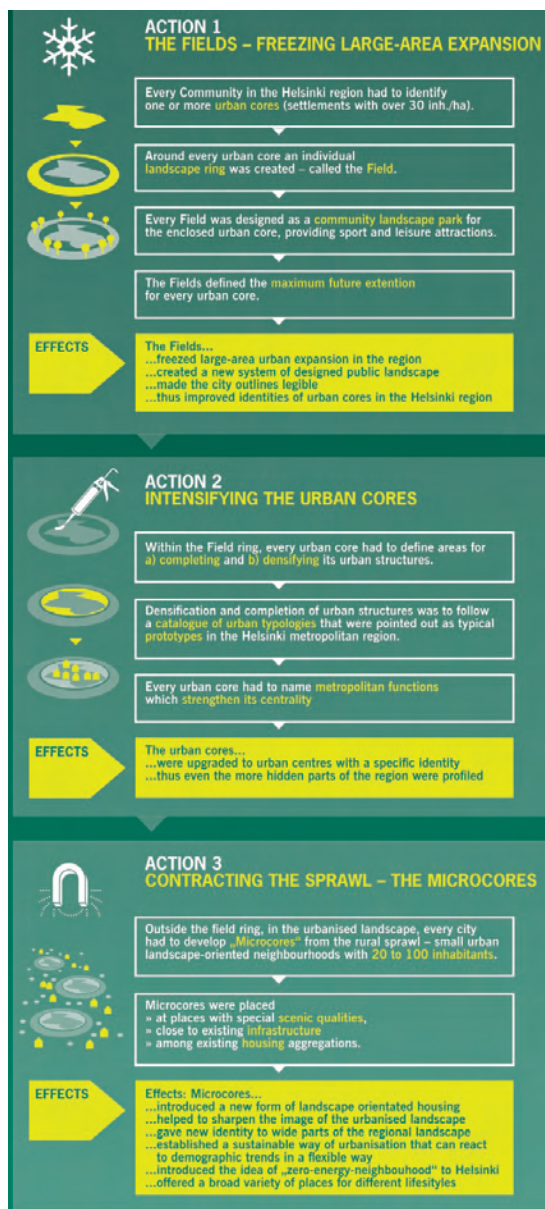 ACTION 1
THE FIELDS – FREEZING LARGE-AREA EXPANSION
Every Community in the Helsinki region had to identify
one or more urban cores (settlements with over 30 inh./ha).
Around every urban core an individual
landscape ring was created – called the Field.
Every Field was designed as a community landscape park for
the enclosed urban core, providing sport and leisure attractions.
The Fields defined the maximum future extention
for every urban core.
EFFECTS
The Fields...
...freezed large-area urban expansion in the region
...created a new system of designed public landscape
...made the city outlines legible
...thus improved identities of urban cores in the Helsinki region
ACTION 2
INTENSIFYING THE URBAN CORES
Within the Field ring, every urban core had to define areas for
a) completing and b) densifying its urban structures.
Densification and completion of urban structures was to follow
a catalogue of urban typologies that were pointed out as typical
prototypes in the Helsinki metropolitan region.
Every urban core had to name metropolitan functions
which strengthen its centrality
EFFECTS
The urban cores...
...were upgraded to urban centres with a specific identity
...thus even the more hidden parts of the region were profiled
ACTION 3
CONTRACTING THE SPRAWL – THE MICROCORES
Outside the field ring, in the urbanised landscape, every city
had to develop „Microcores“ from the rural sprawl – small urban
landscape-oriented neighbourhoods with 20 to 100 inhabitants.
Microcores were placed
» at places with special scenic qualities,
» close to existing infrastructure
» among existing housing aggregations.
EFFECTS
Effects: Microcores...
...introduced a new form of landscape orientated housing
...helped to sharpen the image of the urbanised landscape
...gave new identity to wide parts of the regional landscape
...established a sustainable way of urbanisation that can react
to demographic trends in a flexible way
...introduced the idea of „zero-energy-neighbouhood“ to Helsinki
...offered a broad variety of places for different lifesityles